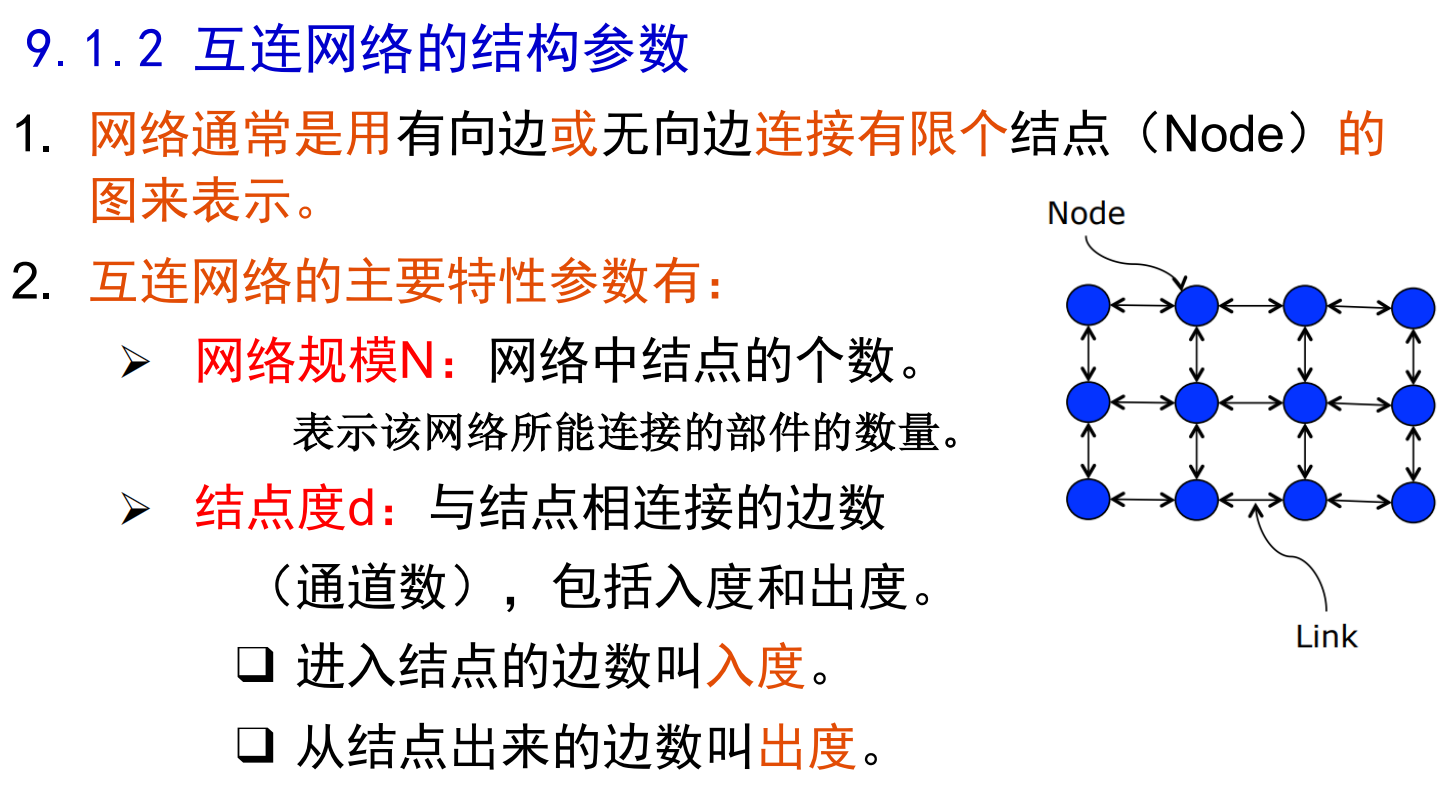 9.1.2 互连网络的结构参数
1. 网络通常是用有向边或无向边连接有限个结点（Node）的
图来表示。
2. 互连网络的主要特性参数有：
➢ 网络规模N：网络中结点的个数。
表示该网络所能连接的部件的数量。
➢ 结点度d：与结点相连接的边数
（通道数），包括入度和出度。
❑ 进入结点的边数叫入度。
❑ 从结点出来的边数叫出度。
Node
Link